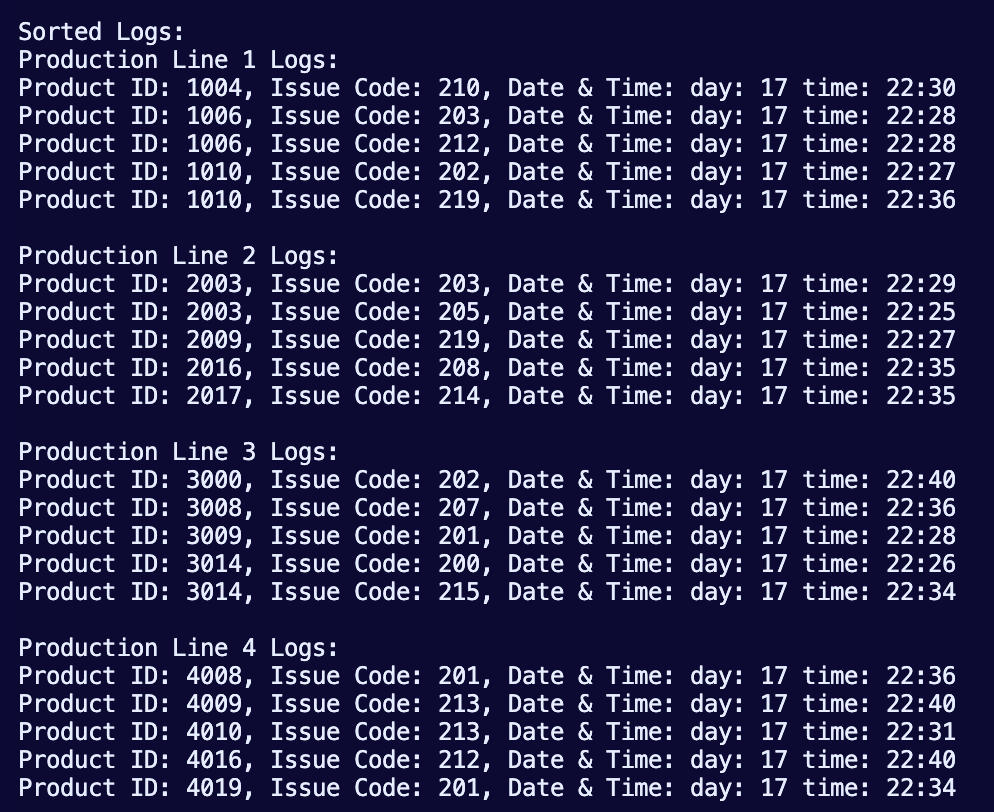 Sorted Logs:
Production Line 1 Logs:
Product ID: 1004, Issue Code: 210, Date & Time: day: 17 time: 22:30
Product ID: 1006, Issue Code: 203, Date & Time: day: 17 time: 22:28
Product ID: 1006, Issue Code: 212, Date & Time: day: 17 time: 22:28
Product ID: 1010, Issue Code: 202, Date & Time: day: 17 time: 22:27
Product ID: 1010, Issue Code: 219, Date & Time: day: 17 time: 22:36

Production Line 2 Logs:
Product ID: 2003, Issue Code: 203, Date & Time: day: 17 time: 22:29
Product ID: 2003, Issue Code: 205, Date & Time: day: 17 time: 22:25
Product ID: 2009, Issue Code: 219, Date & Time: day: 17 time: 22:27
Product ID: 2016, Issue Code: 208, Date & Time: day: 17 time: 22:35
Product ID: 2017, Issue Code: 214, Date & Time: day: 17 time: 22:35

Production Line 3 Logs:
Product ID: 3000, Issue Code: 202, Date & Time: day: 17 time: 22:40
Product ID: 3008, Issue Code: 207, Date & Time: day: 17 time: 22:36
Product ID: 3009, Issue Code: 201, Date & Time: day: 17 time: 22:28
Product ID: 3014, Issue Code: 200, Date & Time: day: 17 time: 22:26
Product ID: 3014, Issue Code: 215, Date & Time: day: 17 time: 22:34

Production Line 4 Logs:
Product ID: 4008, Issue Code: 201, Date & Time: day: 17 time: 22:36
Product ID: 4009, Issue Code: 213, Date & Time: day: 17 time: 22:40
Product ID: 4010, Issue Code: 213, Date & Time: day: 17 time: 22:31
Product ID: 4016, Issue Code: 212, Date & Time: day: 17 time: 22:40
Product ID: 4019, Issue Code: 201, Date & Time: day: 17 time: 22:34